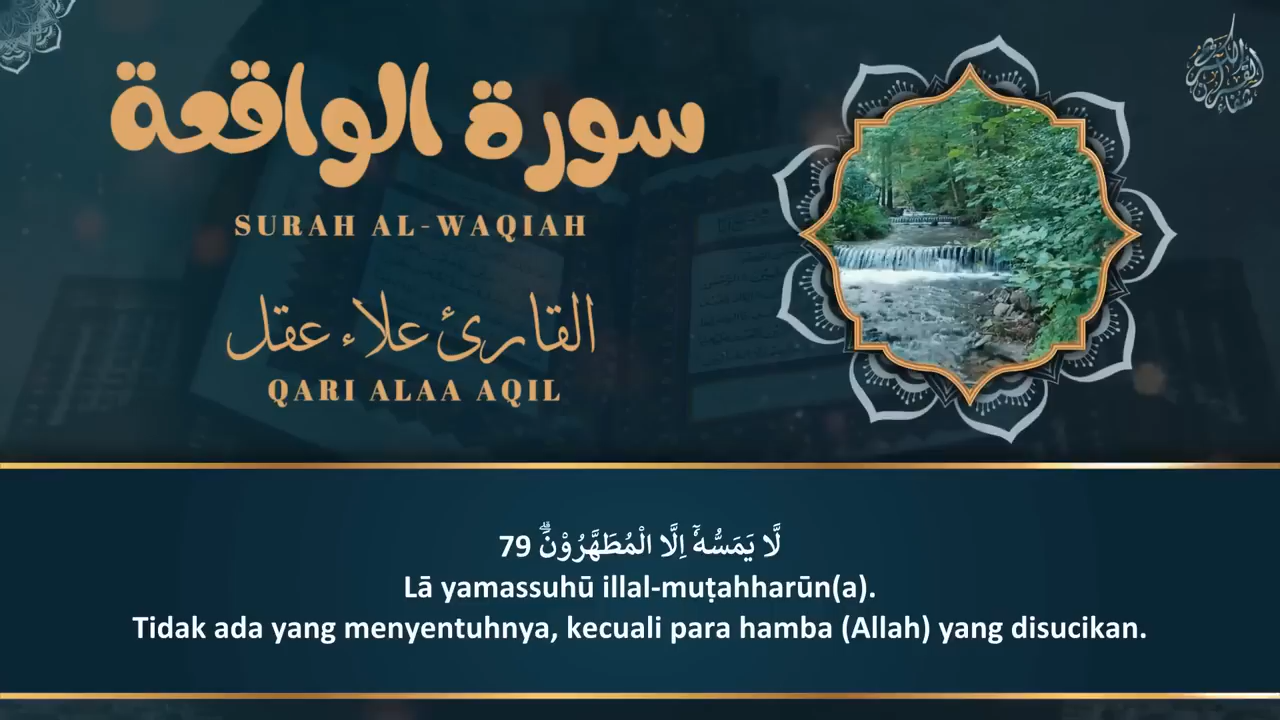 سورة الواقعة
SURAH AL-WAQIAH
القارئ علاء عقل
QARI ALAA AQIL
لَّا يَمَسُّهٗٓ اِلَّا الْمُطَهَّرُوْنَۗ 79
Lā yamassuhū illal-muṭahharūn(a).
Tidak ada yang menyentuhnya, kecuali para hamba (Allah) yang disucikan.